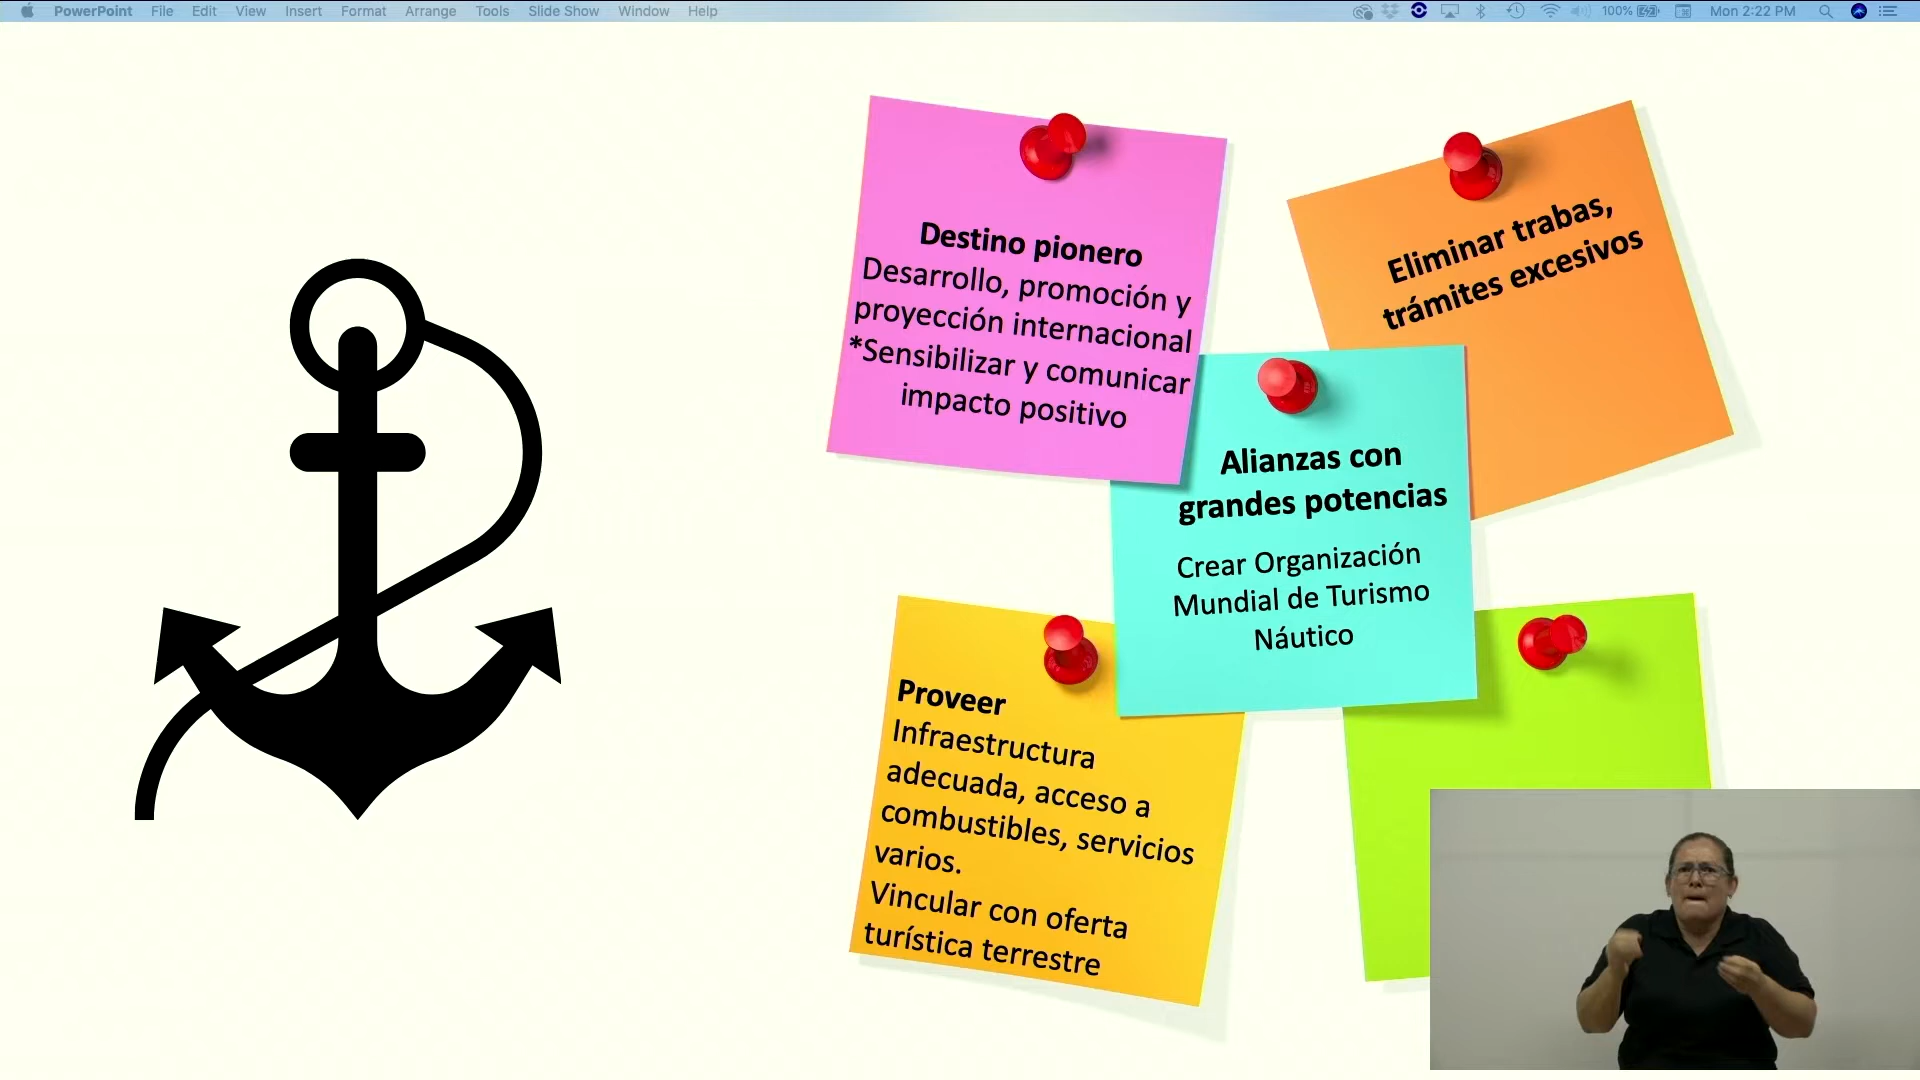 PowerPoint File Edit View Insert Format Arrange Tools Slide Show Window Help 100% Mon 2:22 PM
Destino pionero
Desarrollo, promoción y
proyección internacional
*Sensibilizar y comunicar
impacto positivo
Eliminar trabas,
trámites excesivos
Alianzas con
grandes potencias
Crear Organización
Mundial de Turismo
Náutico
Proveer
Infraestructura
adecuada, acceso a
combustibles, servicios
varios.
Vincular con oferta
turística terrestre